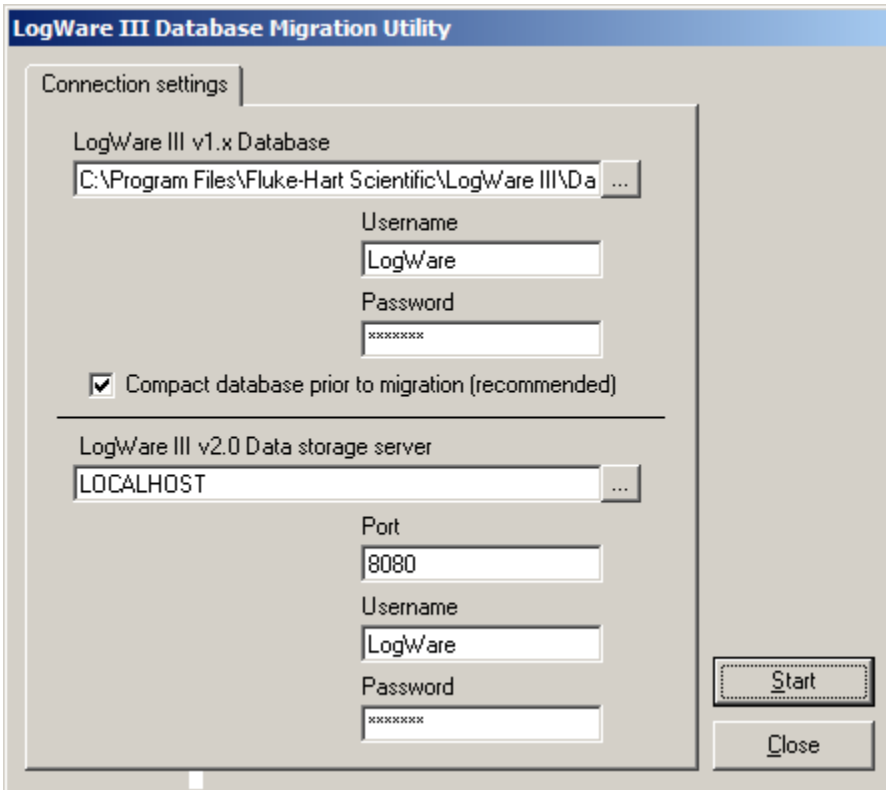 LogWare III Database Migration Utility
Connection settings
LogWare III v1.x Database
C:\Program Files\Fluke-Hart Scientific\LogWare III\Da ...
Username
LogWare
Password
*******
Compact database prior to migration (recommended)
LogWare III v2.0 Data storage server
LOCALHOST ...
Port
8080
Username
LogWare
Password
*******
Start
Close